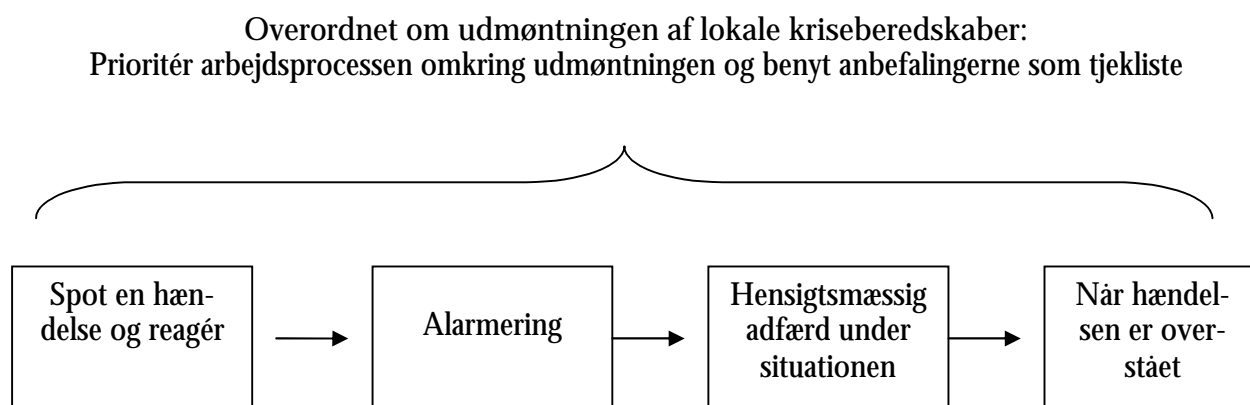 Overordnet om udmøntningen af lokale kriseberedskaber:
Prioritér arbejdsprocessen omkring udmøntningen og benyt anbefalingerne som tjekliste
Spot en hæn-
delse og reagér
Alarmering
Hensigtsmæssig
adfærd under
situationen
Når hændel-
sen er over-
stået